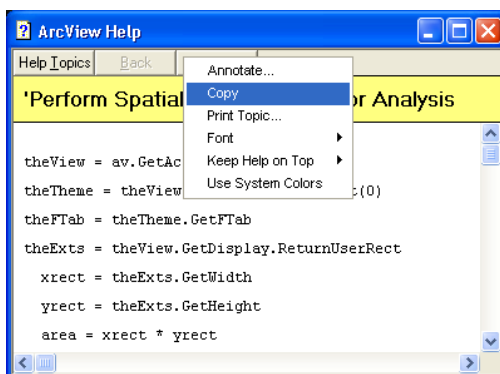 ArcView Help
Help Topics Back
Annotate...
Copy
Print Topic...
Font
Keep Help on Top
Use System Colors
'Perform Spatial or Analysis
theView = av.GetAc
theTheme = theView t(0)
theFTab = theTheme.GetFTab
theExts = theView.GetDisplay.ReturnUserRect
xrect = theExts.GetWidth
yrect = theExts.GetHeight
area = xrect * yrect